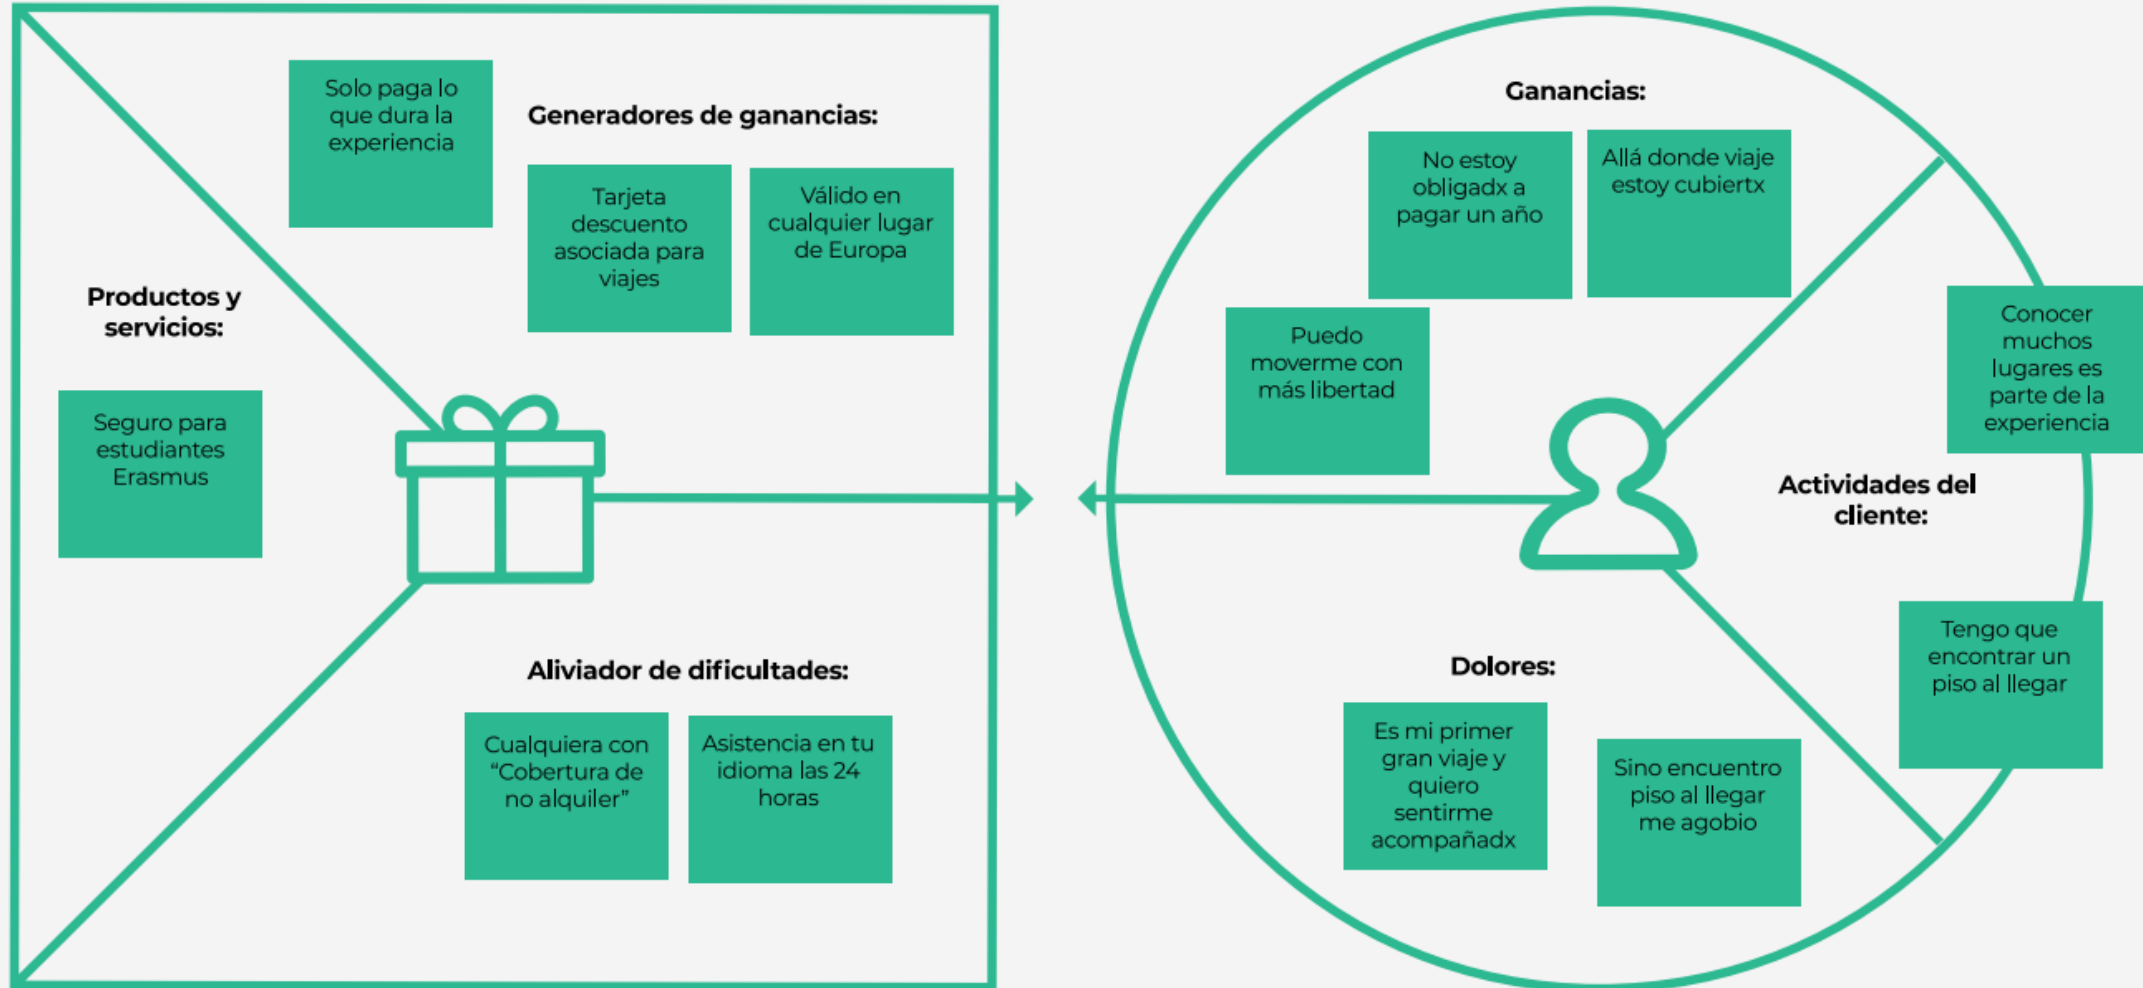 Solo paga lo
que dura la
experiencia
Generadores de ganancias:
Tarjeta
descuento
asociada para
viajes
Válido en
cualquier lugar
de Europa
Productos y
servicios:
Seguro para
estudiantes
Erasmus
Aliviador de dificultades:
Cualquiera con
“Cobertura de
no alquiler”
Asistencia en tu
idioma las 24
horas
Ganancias:
No estoy
obligadx a
pagar un año
Allá donde viaje
estoy cubiertx
Puedo
moverme con
más libertad
Conocer
muchos
lugares es
parte de la
experiencia
Actividades del
cliente:
Tengo que
encontrar un
piso al llegar
Dolores:
Es mi primer
gran viaje y
quiero
sentirme
acompañadx
Sino encuentro
piso al llegar
me agobio